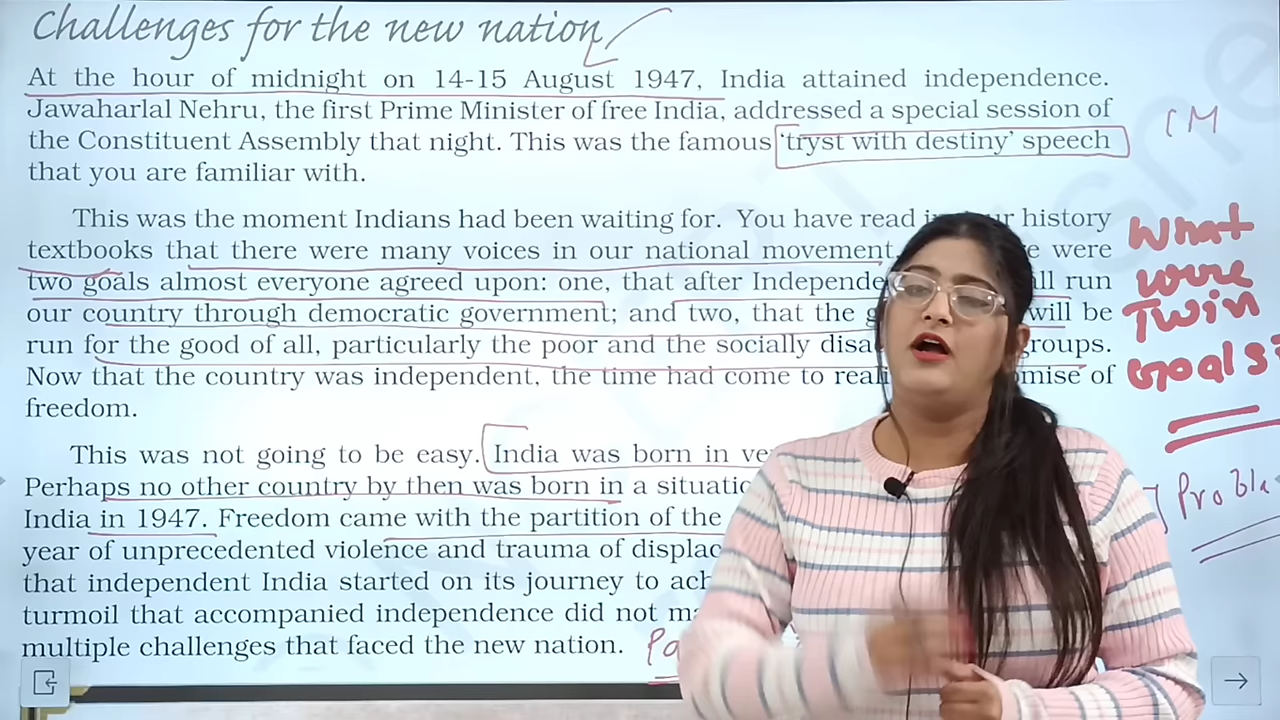 Challenges for the new nation
At the hour of midnight on 14-15 August 1947, India attained independence.
Jawaharlal Nehru, the first Prime Minister of free India, addressed a special session of
the Constituent Assembly that night. This was the famous 'tryst with destiny' speech
that you are familiar with.
CM
This was the moment Indians had been waiting for. You have read history
textbooks that there were many voices in our national movement. were
two goals almost everyone agreed upon: one, that after run
our country through democratic government; and two, that the will be
run for the good of all, particularly the poor and the socially groups.
Now that the country was independent, the time had come to of
freedom.
What
were
Twin
Goals?
This was not going to be easy. India was born in
Perhaps no other country by then was born in a
India in 1947. Freedom came with the partition of the
year of unprecedented violence and trauma of
that independent India started on its journey to
turmoil that accompanied independence did not
multiple challenges that faced the new nation.